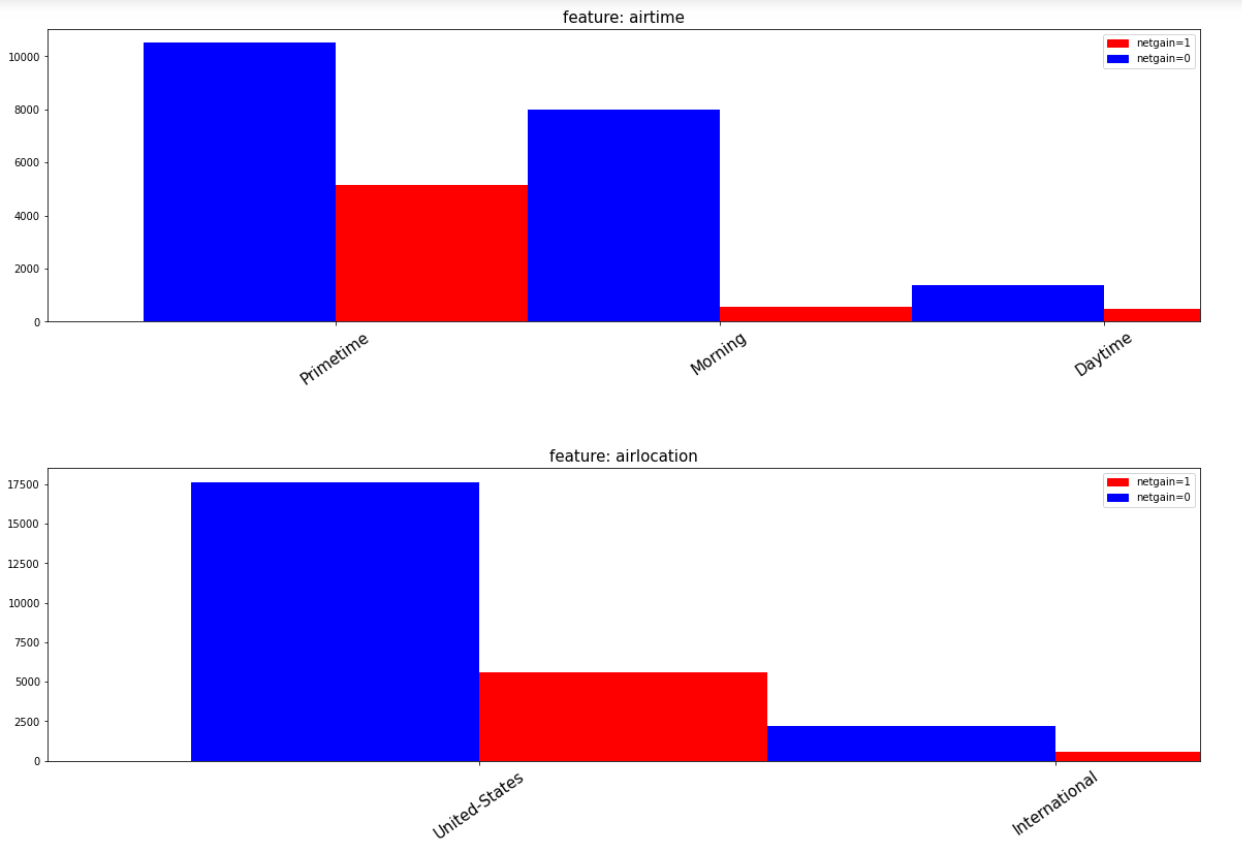 feature: airtime
10000
8000
6000
4000
2000
0
netgain=1
netgain=0
Primetime
Morning
Daytime
feature: airlocation
17500
15000
12500
10000
7500
5000
2500
0
netgain=1
netgain=0
United-States
International